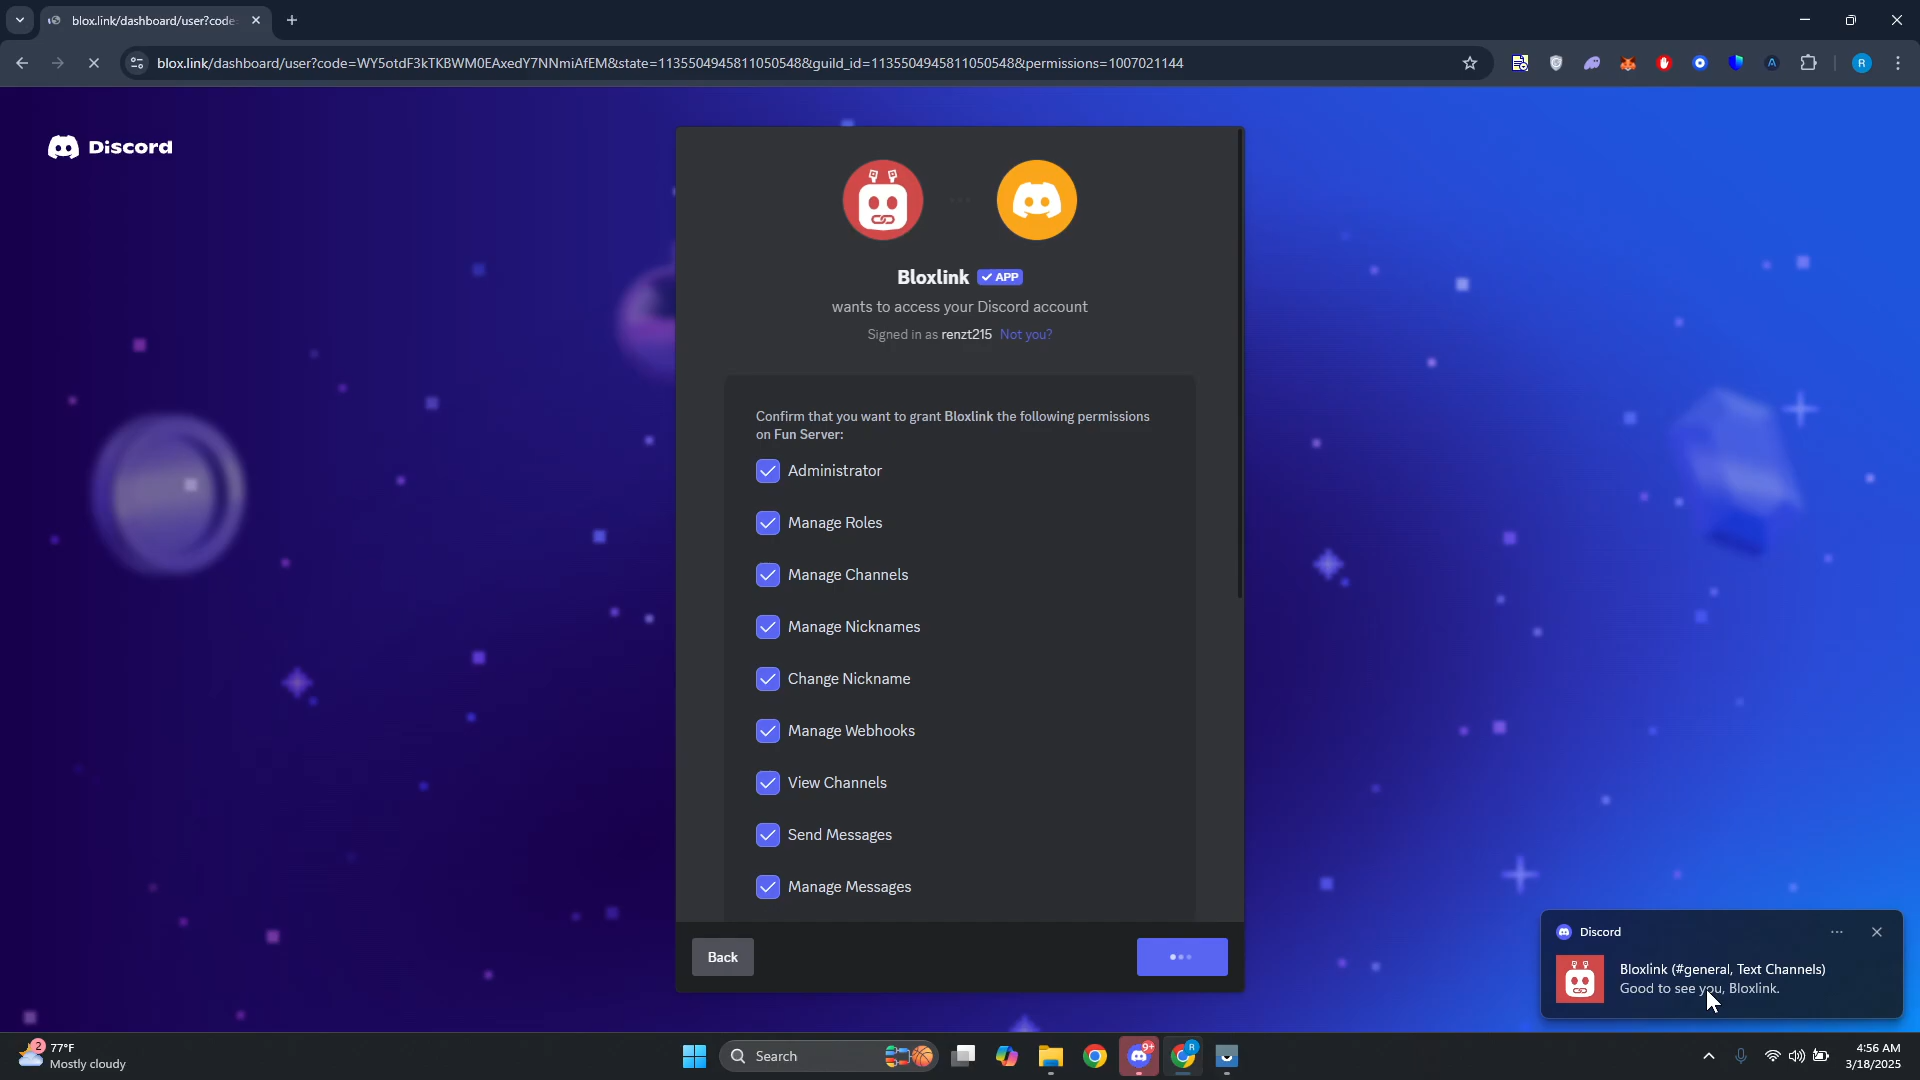 blox.link/dashboard/user?code
blox.link/dashboard/user?code=WY5otdF3kTKBWM0EAxedY7NNmiAfEM&state=1135504945811050548&guild_id=1135504945811050548&permissions=1007021144
R
Discord
Bloxlink APP
wants to access your Discord account
Signed in as renzt215 Not you?
Confirm that you want to grant Bloxlink the following permissions
on Fun Server:
Administrator
Manage Roles
Manage Channels
Manage Nicknames
Change Nickname
Manage Webhooks
View Channels
Send Messages
Manage Messages
Back
Discord
Bloxlink (#general, Text Channels)
Good to see you, Bloxlink.
2
77°F
Mostly cloudy
Search
9+
R
4:56 AM
3/18/2025